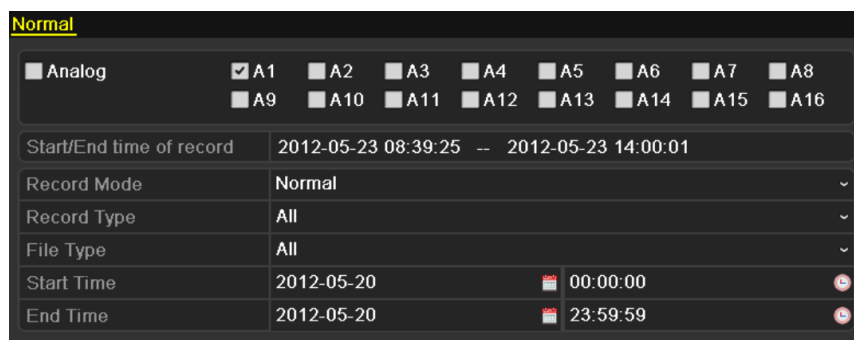 Normal
Analog A1 A2 A3 A4 A5 A6 A7 A8
A9 A10 A11 A12 A13 A14 A15 A16
Start/End time of record 2012-05-23 08:39:25 -- 2012-05-23 14:00:01
Record Mode Normal
Record Type All
File Type All
Start Time 2012-05-20 00:00:00
End Time 2012-05-20 23:59:59